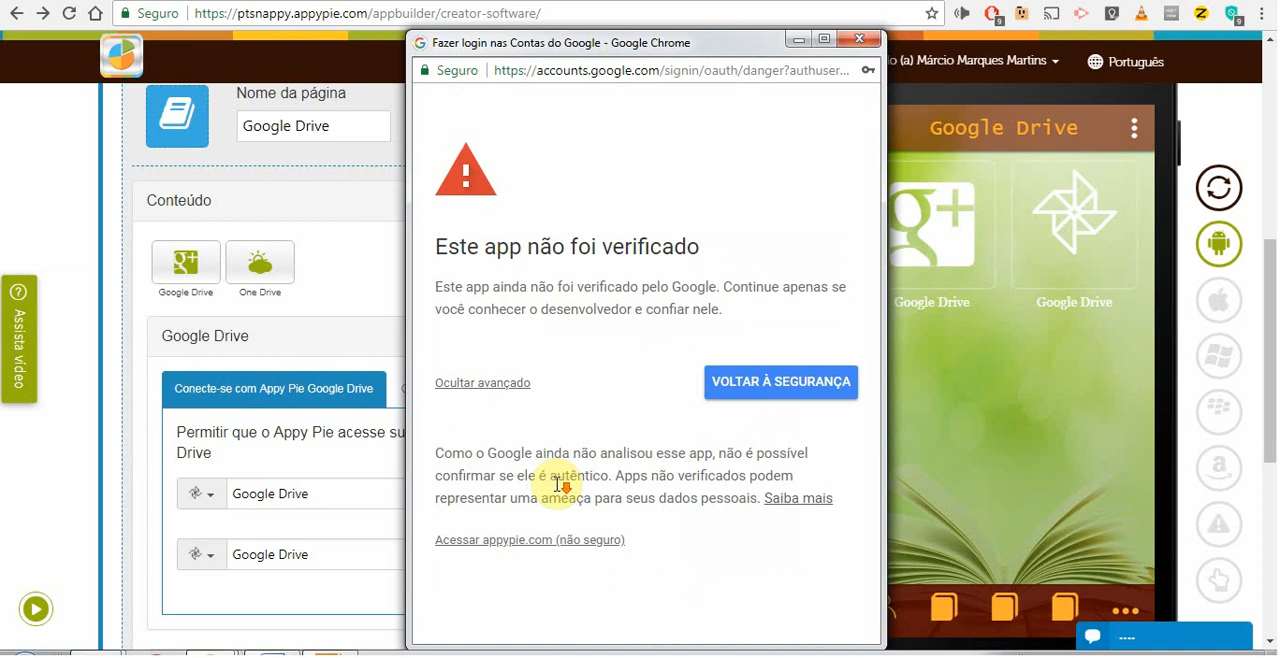 Seguro
https://ptsnappy.appypie.com/appbuilder/creator-software/
9
9
Fazer login nas Contas do Google - Google Chrome
Seguro
https://accounts.google.com/signin/oauth/danger?authuser...
o (a) Márcio Marques Martins
Português
Nome da página
Google Drive
Conteúdo
Google Drive
One Drive
Google Drive
Conecte-se com Appy Pie Google Drive
Permitir que o Appy Pie acesse su
Drive
Google Drive
Google Drive
Assista vídeo
Este app não foi verificado
Este app ainda não foi verificado pelo Google. Continue apenas se
você conhecer o desenvolvedor e confiar nele.
Ocultar avançado
VOLTAR À SEGURANÇA
Como o Google ainda não analisou esse app, não é possível
confirmar se ele é autêntico. Apps não verificados podem
representar uma ameaça para seus dados pessoais. Saiba mais
Acessar appypie.com (não seguro)
Google Drive
g+
Google Drive
Google Drive
----